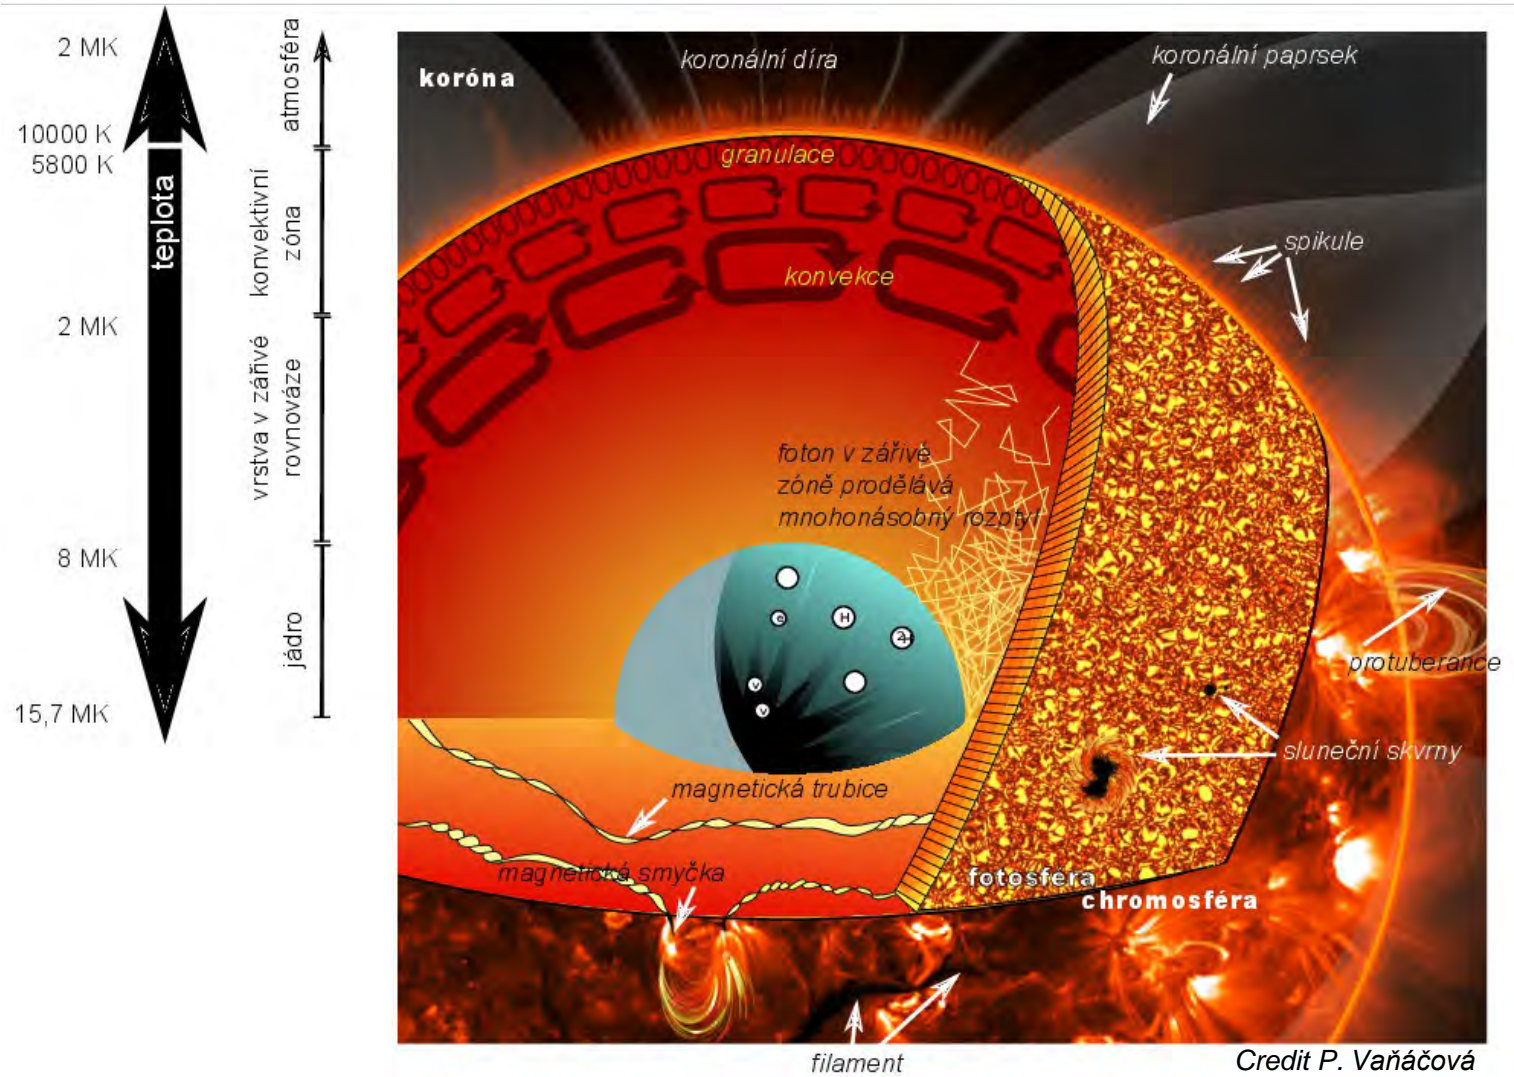 2 MK
10000 K
5800 K
2 MK
8 MK
15,7 MK
teplota
atmosféra
konvektivní
zóna
vrstva v zářivé
rovnováze
jádro
koróna
koronální díra
koronální paprsek
granulace
konvekce
spikule
foton v zářivé
zóně prodělává
mnohonásobný rozptyl
e
H
2H
ν
ν
protuberance
sluneční skvrny
magnetická trubice
magnetická smyčka
fotosféra
chromosféra
filament
Credit P. Vaňáčová